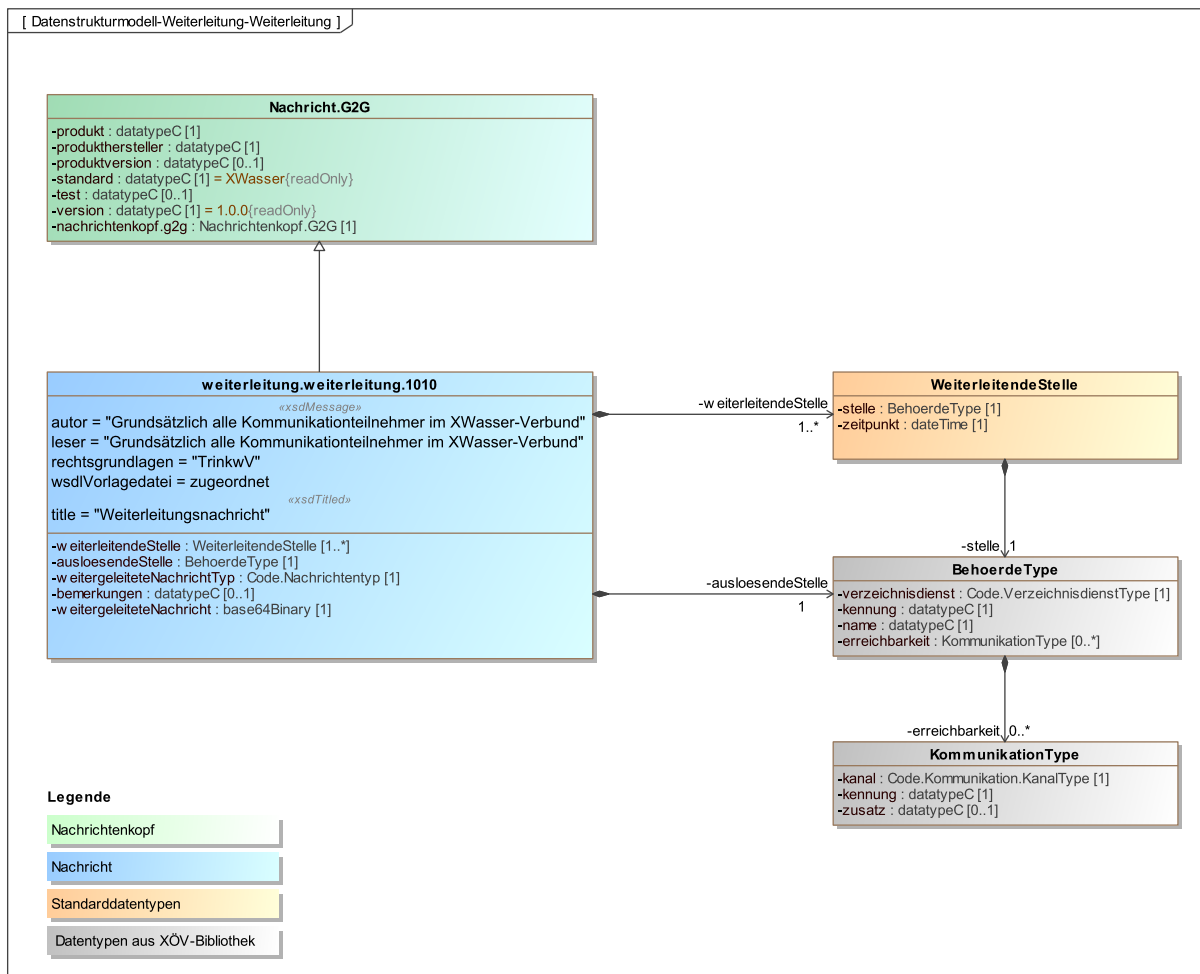 [ Datenstrukturmodell-Weiterleitung-Weiterleitung ]
Nachricht.G2G
-produkt : datatypeC [1]
-produkthersteller : datatypeC [1]
-produktversion : datatypeC [0..1]
-standard : datatypeC [1] = XWasser{readOnly}
-test : datatypeC [0..1]
-version : datatypeC [1] = 1.0.0{readOnly}
-nachrichtenkopf.g2g : Nachrichtenkopf.G2G [1]
weiterleitung.weiterleitung.1010
«xsdMessage»
autor = "Grundsätzlich alle Kommunikationteilnehmer im XWasser-Verbund"
leser = "Grundsätzlich alle Kommunikationteilnehmer im XWasser-Verbund"
rechtsgrundlagen = "TrinkwV"
wsdlVorlagedatei = zugeordnet
«xsdTitled»
title = "Weiterleitungsnachricht"
-weiterleitendeStelle : WeiterleitendeStelle [1..*]
-ausloesendeStelle : BehoerdeType [1]
-weitergeleiteteNachrichtTyp : Code.Nachrichtentyp [1]
-bemerkungen : datatypeC [0..1]
-weitergeleiteteNachricht : base64Binary [1]
-weiterleitendeStelle
1..*
WeiterleitendeStelle
-stelle : BehoerdeType [1]
-zeitpunkt : dateTime [1]
-stelle 1
-ausloesendeStelle
1
BehoerdeType
-verzeichnisdienst : Code.VerzeichnisdienstType [1]
-kennung : datatypeC [1]
-name : datatypeC [1]
-erreichbarkeit : KommunikationType [0..*]
-erreichbarkeit 0..*
KommunikationType
-kanal : Code.Kommunikation.KanalType [1]
-kennung : datatypeC [1]
-zusatz : datatypeC [0..1]
Legende
Nachrichtenkopf
Nachricht
Standarddatentypen
Datentypen aus XÖV-Bibliothek